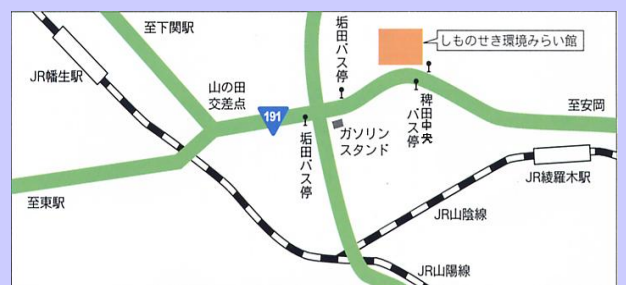 至下関駅
JR幡生駅
山の田
交差点
191
垢田バス停
しものせき環境みらい館
稗田中央
バス停
至安岡
垢田バス停
ガソリン
スタンド
JR綾羅木駅
至東駅
JR山陰線
JR山陽線